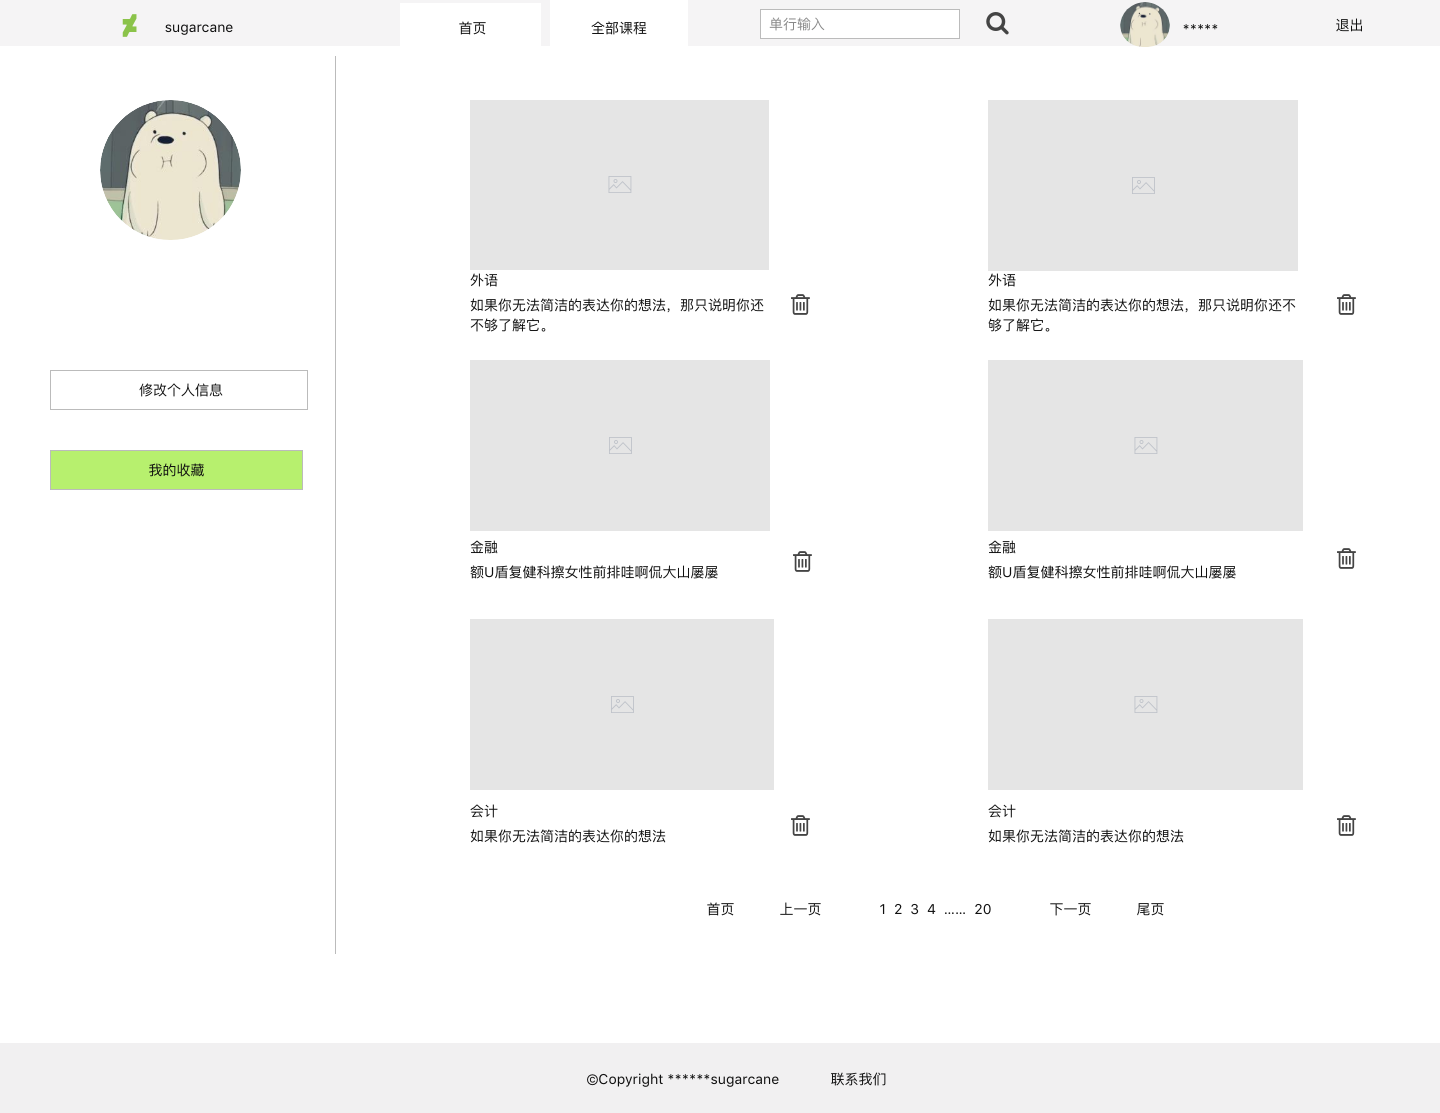 sugarcane
首页
全部课程
单行输入
*****
退出
修改个人信息
我的收藏
外语
如果你无法简洁的表达你的想法，那只说明你还
不够了解它。
外语
如果你无法简洁的表达你的想法，那只说明你还不
够了解它。
金融
额U盾复健科擦女性前排哇啊侃大山屡屡
金融
额U盾复健科擦女性前排哇啊侃大山屡屡
会计
如果你无法简洁的表达你的想法
会计
如果你无法简洁的表达你的想法
首页 上一页 1 2 3 4 ...... 20 下一页 尾页
©Copyright ******sugarcane 联系我们